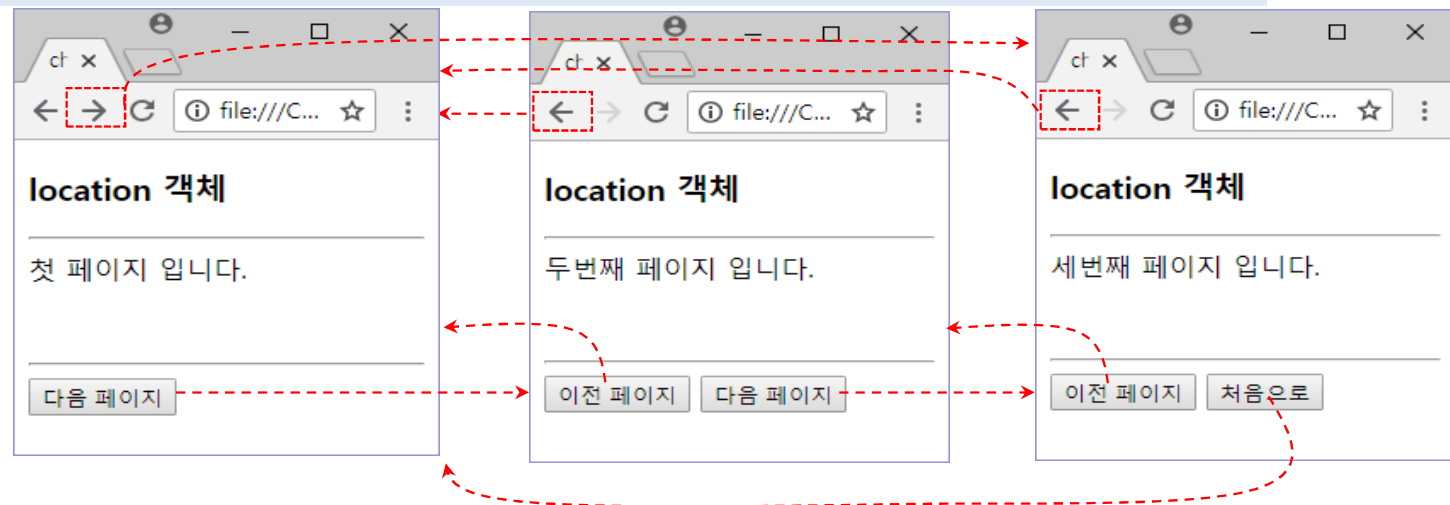 ch
file:///C...
location 객체
첫 페이지 입니다.
다음 페이지
ch
file:///C...
location 객체
두번째 페이지 입니다.
이전 페이지 다음 페이지
ch
file:///C...
location 객체
세번째 페이지 입니다.
이전 페이지 처음으로